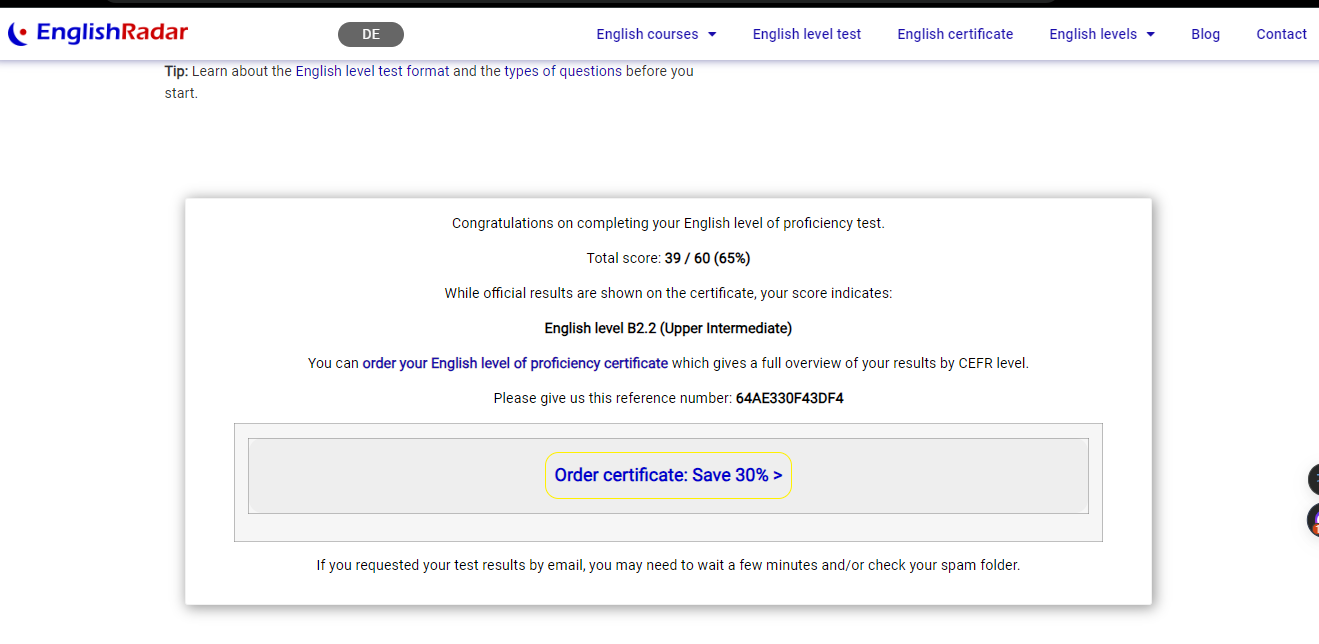 EnglishRadar
DE
English courses
English level test
English certificate
English levels
Blog
Contact
Tip: Learn about the English level test format and the types of questions before you
start.
Congratulations on completing your English level of proficiency test.
Total score: 39 / 60 (65%)
While official results are shown on the certificate, your score indicates:
English level B2.2 (Upper Intermediate)
You can order your English level of proficiency certificate which gives a full overview of your results by CEFR level.
Please give us this reference number: 64AE330F43DF4
Order certificate: Save 30% >
If you requested your test results by email, you may need to wait a few minutes and/or check your spam folder.